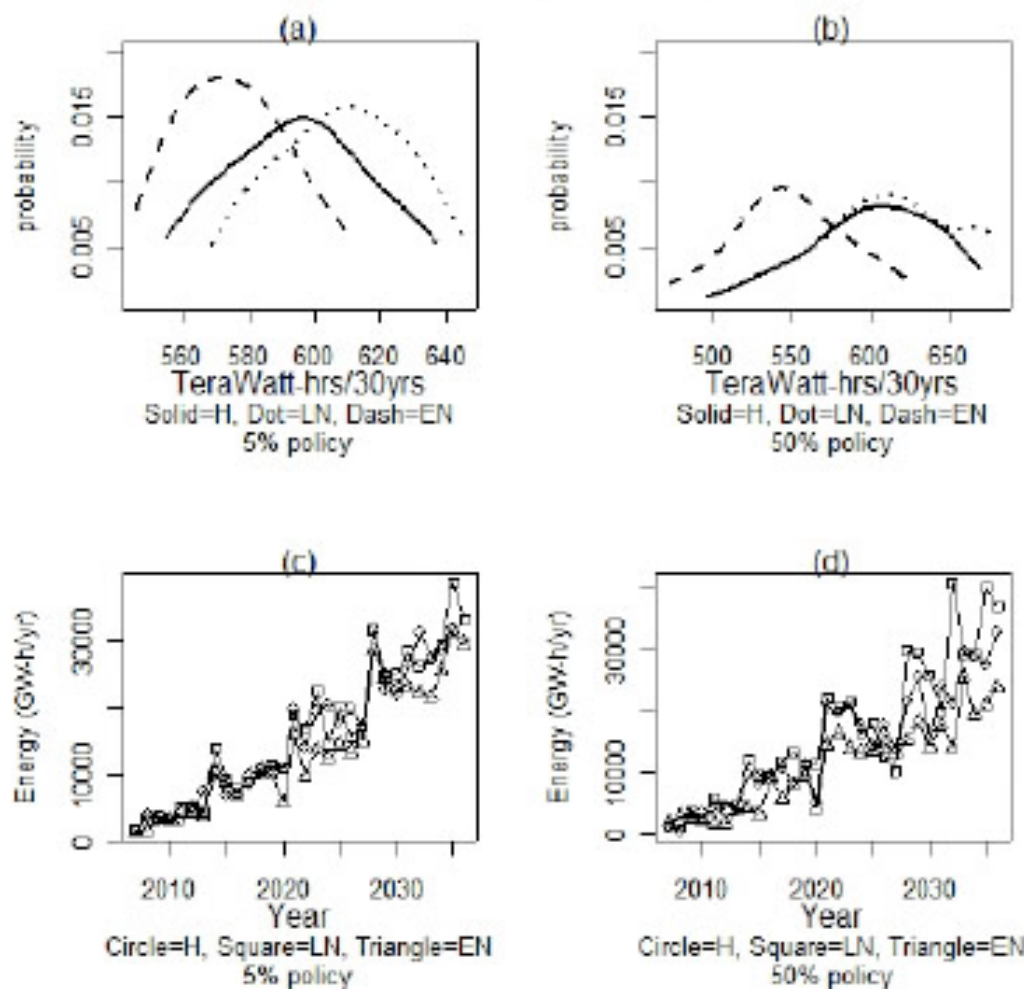 (a)
probability
0.005
0.015
560 580 600 620 640
TeraWatt-hrs/30yrs
Solid=H, Dot=LN, Dash=EN
5% policy
(b)
probability
0.005
0.015
500 550 600 650
TeraWatt-hrs/30yrs
Solid=H, Dot=LN, Dash=EN
50% policy
(c)
Energy (GW-h/yr)
0
10000
30000
2010 2020 2030
Year
Circle=H, Square=LN, Triangle=EN
5% policy
(d)
Energy (GW-h/yr)
0
10000
30000
2010 2020 2030
Year
Circle=H, Square=LN, Triangle=EN
50% policy